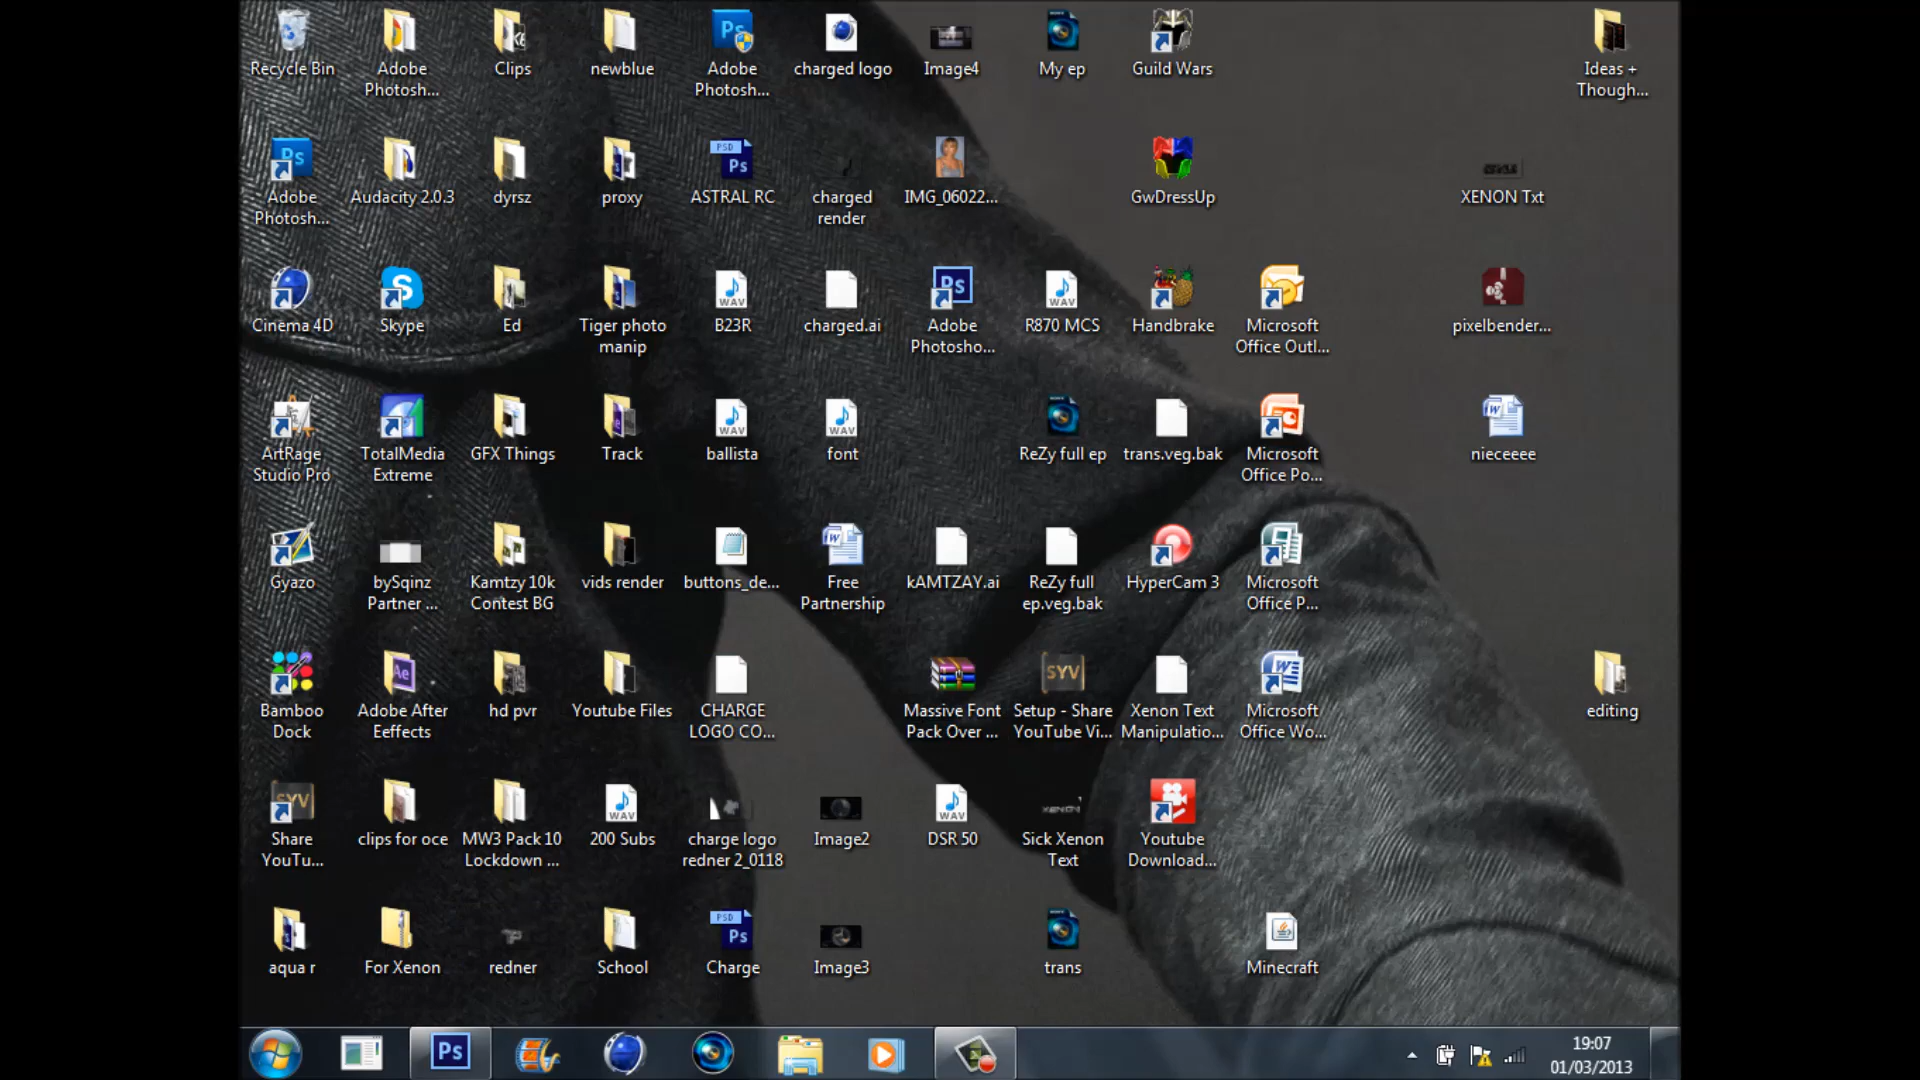 Recycle Bin
Adobe
Photosh...
Clips
newblue
Adobe
Photosh...
charged logo
Image4
My ep
Guild Wars
Ideas +
Though...
Adobe
Photosh...
Audacity 2.0.3
dyrsz
proxy
ASTRAL RC
charged
render
IMG_06022...
GwDressUp
XENON Txt
Cinema 4D
Skype
Ed
Tiger photo
manip
B23R
charged.ai
Adobe
Photosho...
R870 MCS
Handbrake
Microsoft
Office Outl...
pixelbender...
ArtRage
Studio Pro
TotalMedia
Extreme
GFX Things
Track
ballista
font
ReZy full ep
trans.veg.bak
Microsoft
Office Po...
nieceeee
Gyazo
bySqinz
Partner ...
Kamtzy 10k
Contest BG
vids render
buttons_de...
Free
Partnership
kAMTZAY.ai
ReZy full
ep.veg.bak
HyperCam 3
Microsoft
Office P...
Bamboo
Dock
Adobe After
Eeffects
hd pvr
Youtube Files
CHARGE
LOGO CO...
Massive Font
Pack Over ...
Setup - Share
YouTube Vi...
Xenon Text
Manipulatio...
Microsoft
Office Wo...
editing
Share
YouTu...
clips for oce
MW3 Pack 10
Lockdown ...
200 Subs
charge logo
redner 2_0118
Image2
DSR 50
Sick Xenon
Text
Youtube
Download...
aqua r
For Xenon
redner
School
Charge
Image3
trans
Minecraft
Ps
19:07
01/03/2013